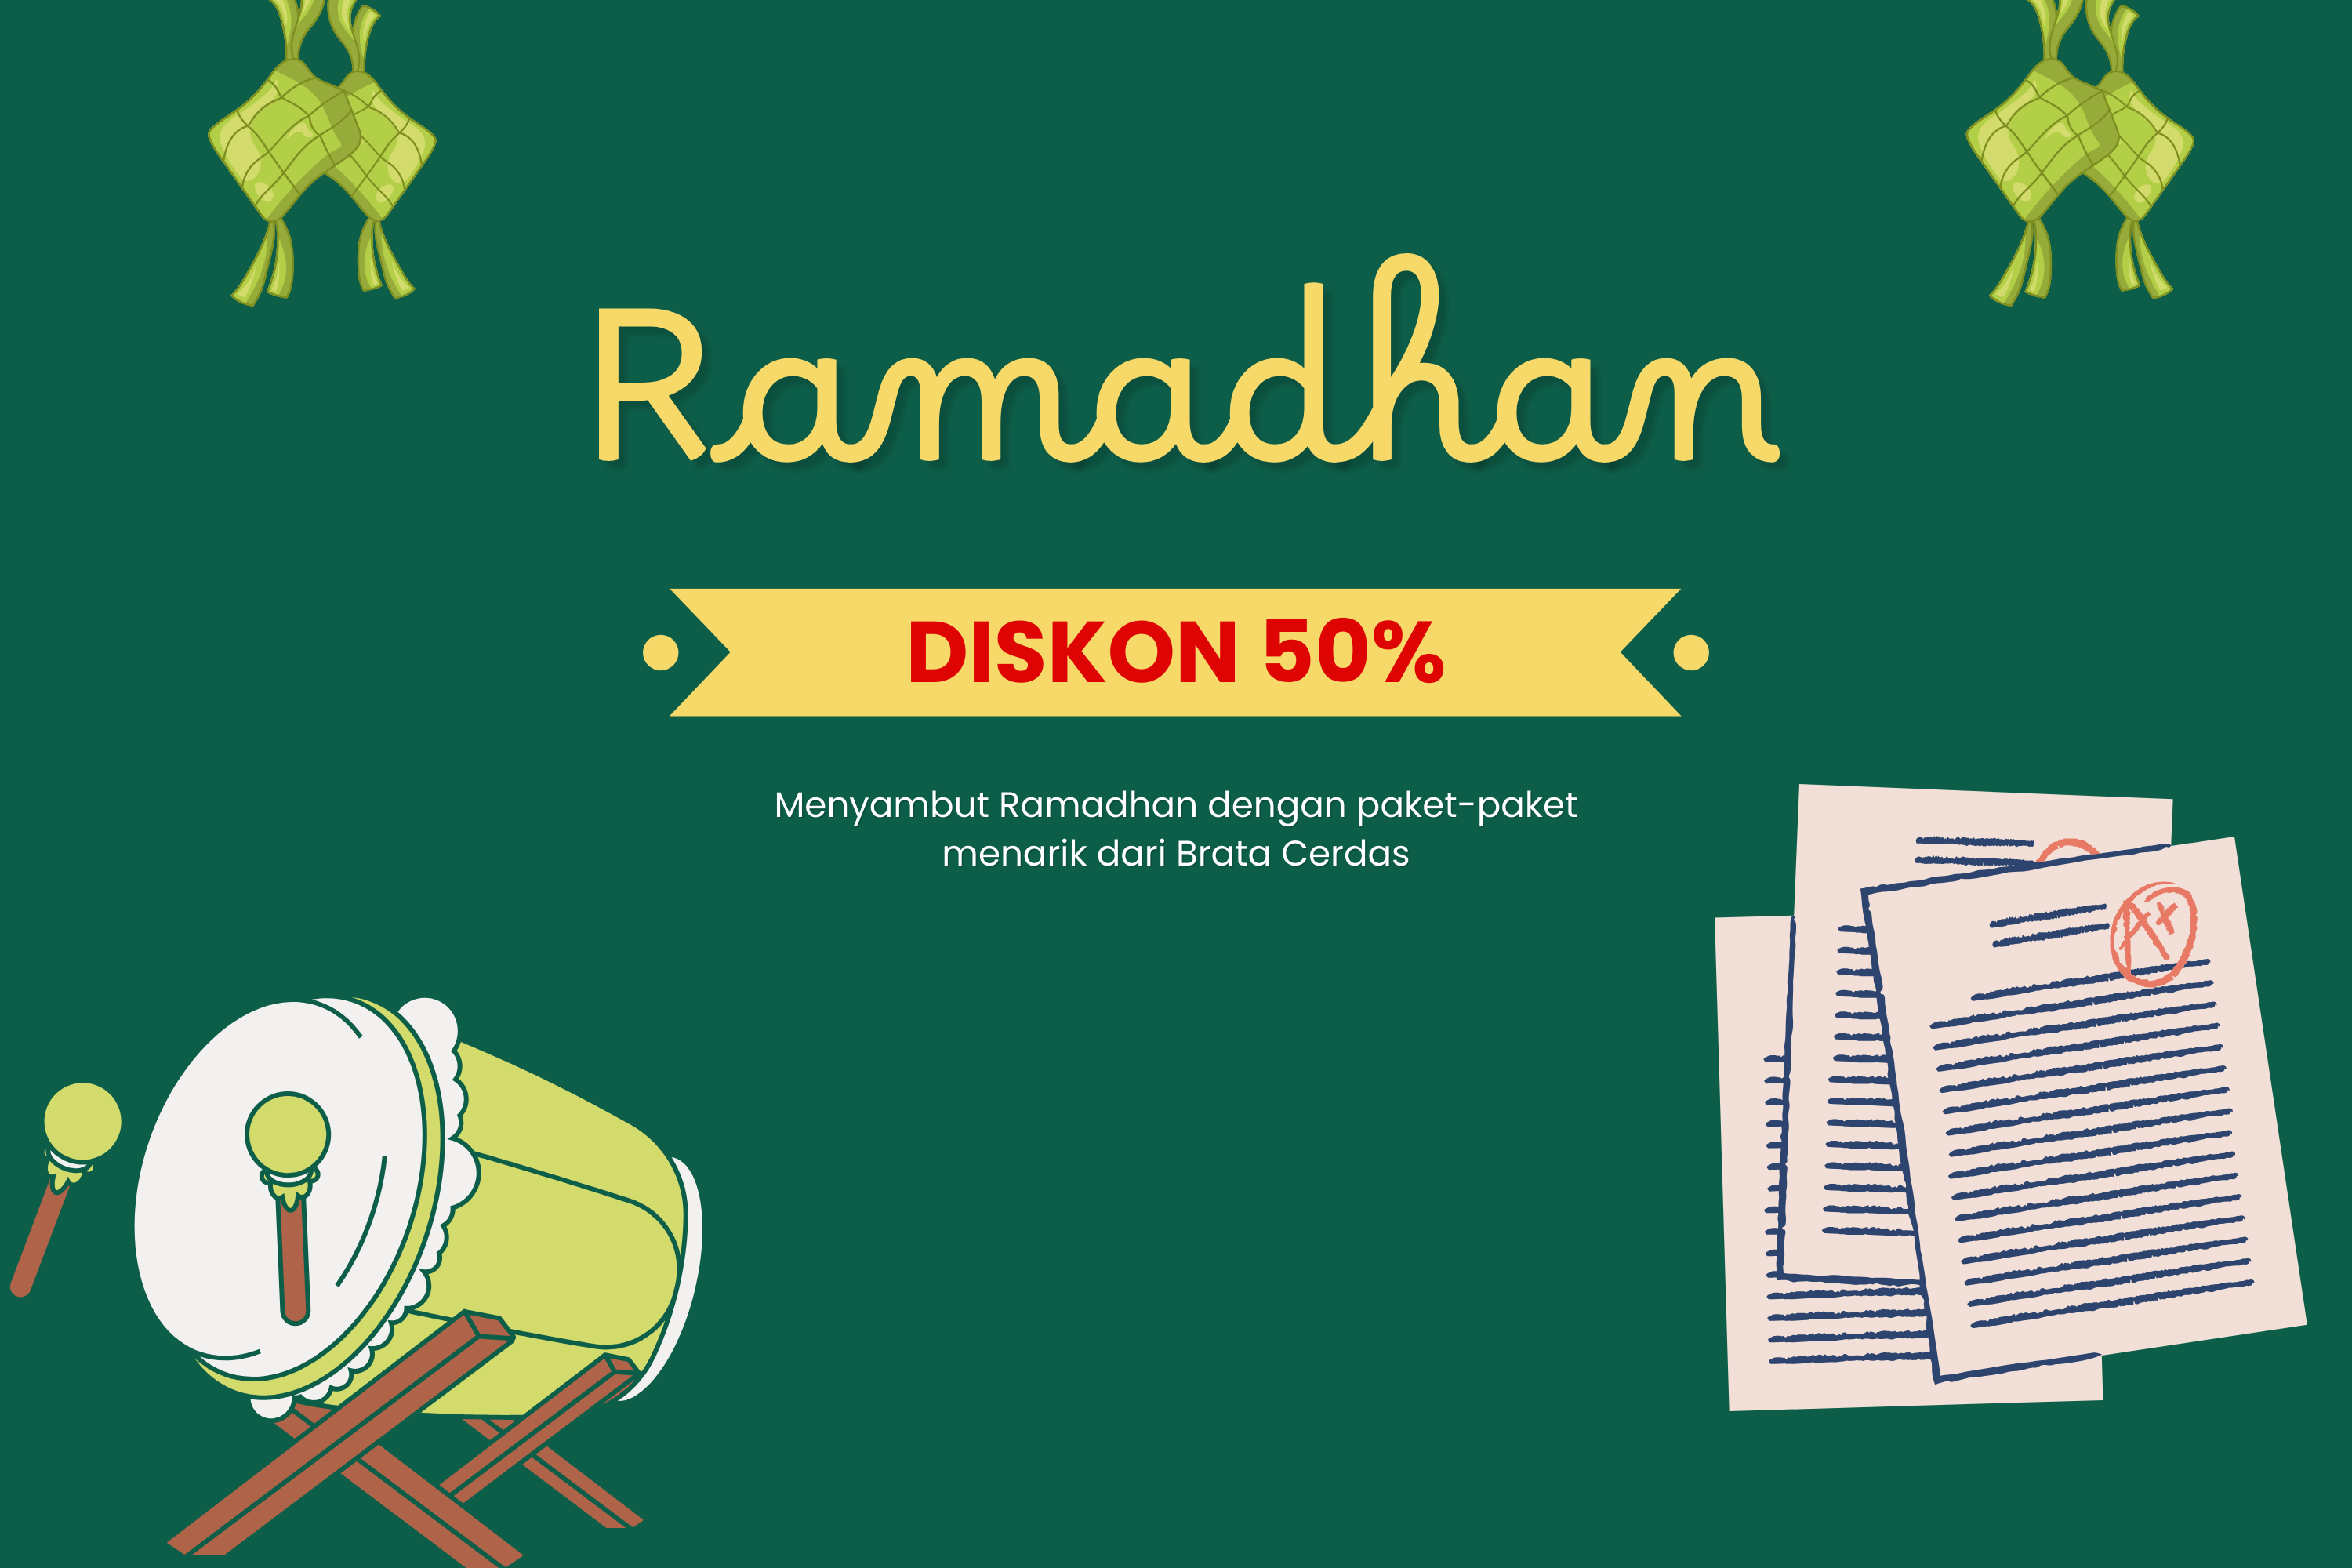 Ramadhan
DISKON 50%
Menyambut Ramadhan dengan paket-paket
menarik dari Brata Cerdas
A+